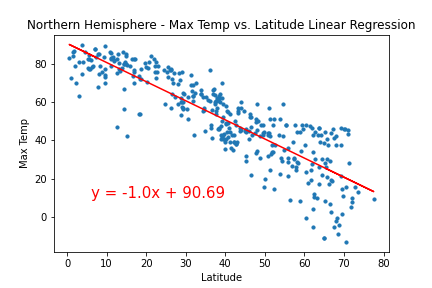 Northern Hemisphere - Max Temp vs. Latitude Linear Regression
80
60
40
20
0
Max Temp
y = -1.0x + 90.69
0 10 20 30 40 50 60 70 80
Latitude